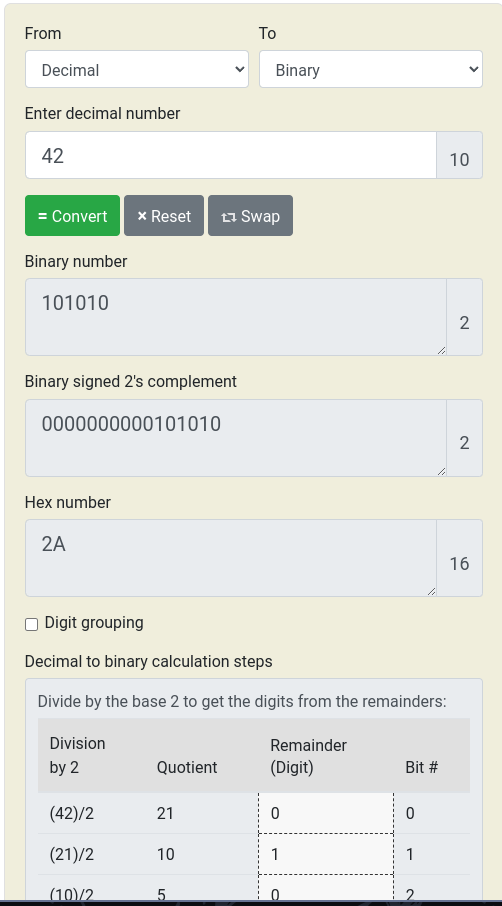 From To
Decimal Binary
Enter decimal number
42 10
= Convert × Reset Swap
Binary number
101010 2
Binary signed 2's complement
0000000000101010 2
Hex number
2A 16
Digit grouping
Decimal to binary calculation steps
Divide by the base 2 to get the digits from the remainders:
Division by 2 Quotient Remainder (Digit) Bit #
(42)/2 21 0 0
(21)/2 10 1 1
(10)/2 5 0 2